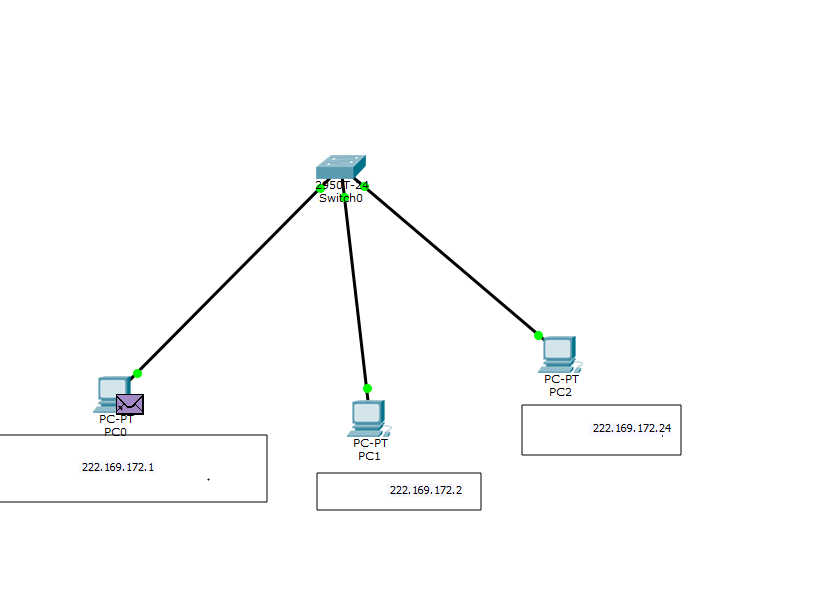 2950T-24
Switch0
PC-PT
PC2
PC-PT
PC0
222.169.172.24
PC-PT
PC1
222.169.172.1
222.169.172.2